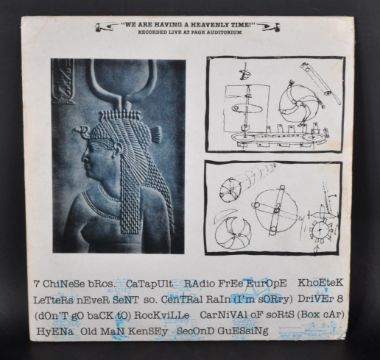 "WE ARE HAVING A HEAVENLY TIME!"
RECORDED LIVE AT PAGE AUDITORIUM
7 ChiNeSe bRos. CaTapUlt RAdio FrEe EurOpE KhoEteK
LeTteRs nEveR SeNT so. CenTRal RaIn (I'm sORry) DrIVEr 8
(dOn'T gO baCK tO) RocKviLLe CarNiVAl oF soRtS (Box cAr)
HyENa Old MaN KenSEy SecOnD GuESsiNg